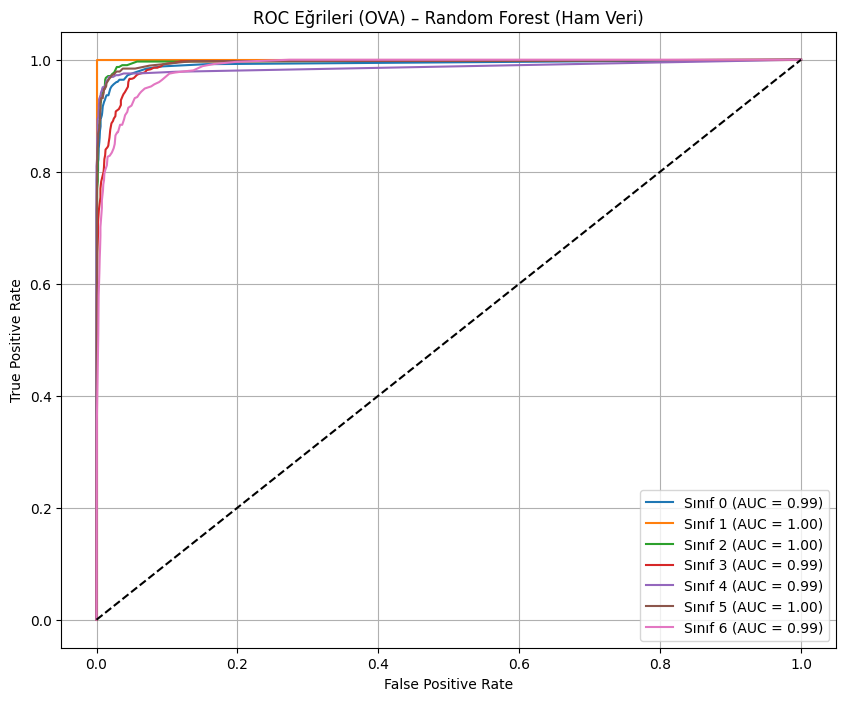 ROC Eğrileri (OVA) – Random Forest (Ham Veri)
True Positive Rate
1.0
0.8
0.6
0.4
0.2
0.0
Sınıf 0 (AUC = 0.99)
Sınıf 1 (AUC = 1.00)
Sınıf 2 (AUC = 1.00)
Sınıf 3 (AUC = 0.99)
Sınıf 4 (AUC = 0.99)
Sınıf 5 (AUC = 1.00)
Sınıf 6 (AUC = 0.99)
0.0 0.2 0.4 0.6 0.8 1.0
False Positive Rate